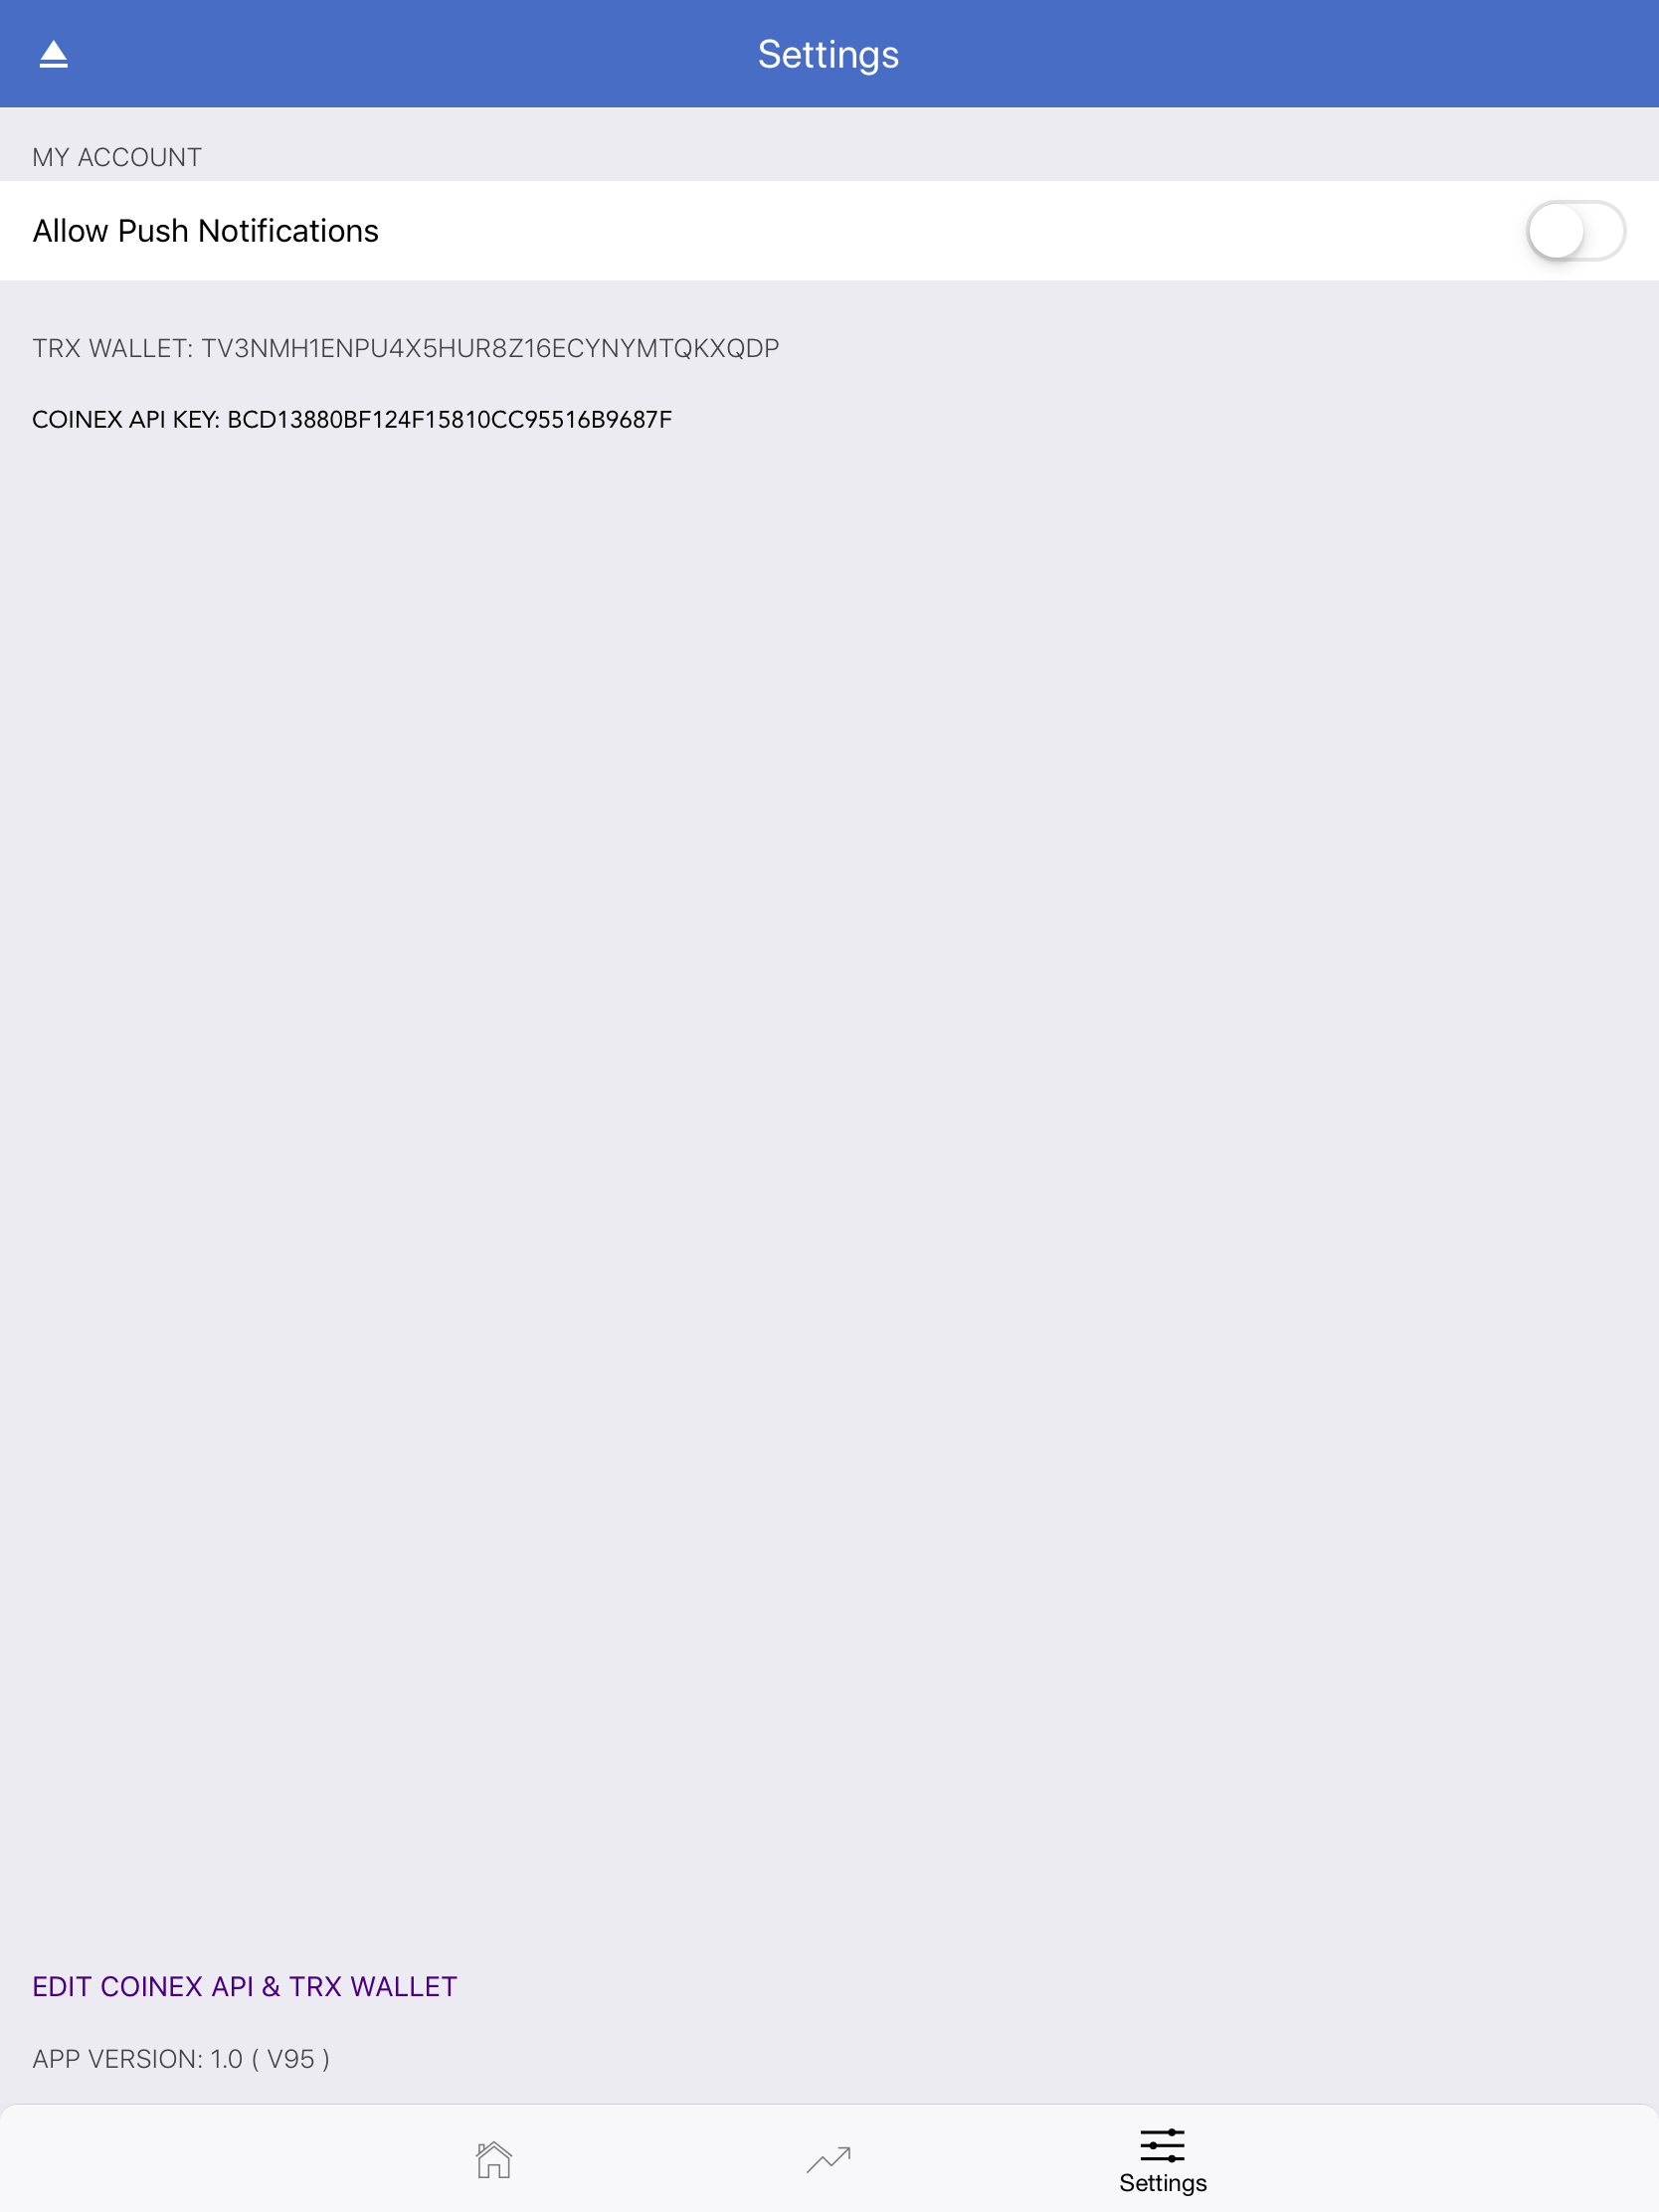 Settings
MY ACCOUNT
Allow Push Notifications
TRX WALLET: TV3NMH1ENPU4X5HUR8Z16ECYNYMTQKXQDP
COINEX API KEY: BCD13880BF124F15810CC95516B9687F
EDIT COINEX API & TRX WALLET
APP VERSION: 1.0 ( V95 )
Settings